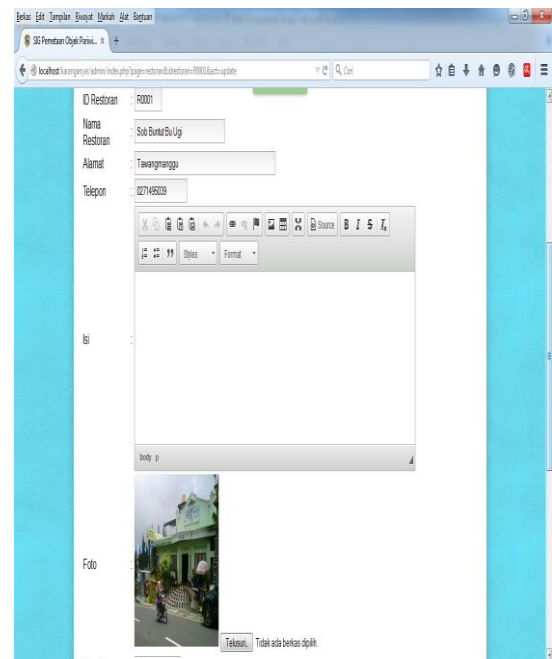 Berkas Edit Tampilan Riwayat Markah Alat Bantuan
SIG Pemetaan Objek Pariwi... × +
localhost/karanganyar/admin/index.php?page=restoran&idrestoran=R0001&act=update
Cari
ID Restoran : R0001
Nama Restoran : Sob Buntut Bu Ugi
Alamat : Tawangmanggu
Telepon : 0271495039
Source B I S Ix
Styles Format
Isi :
body p
Foto :
Telusuri... Tidak ada berkas dipilih.